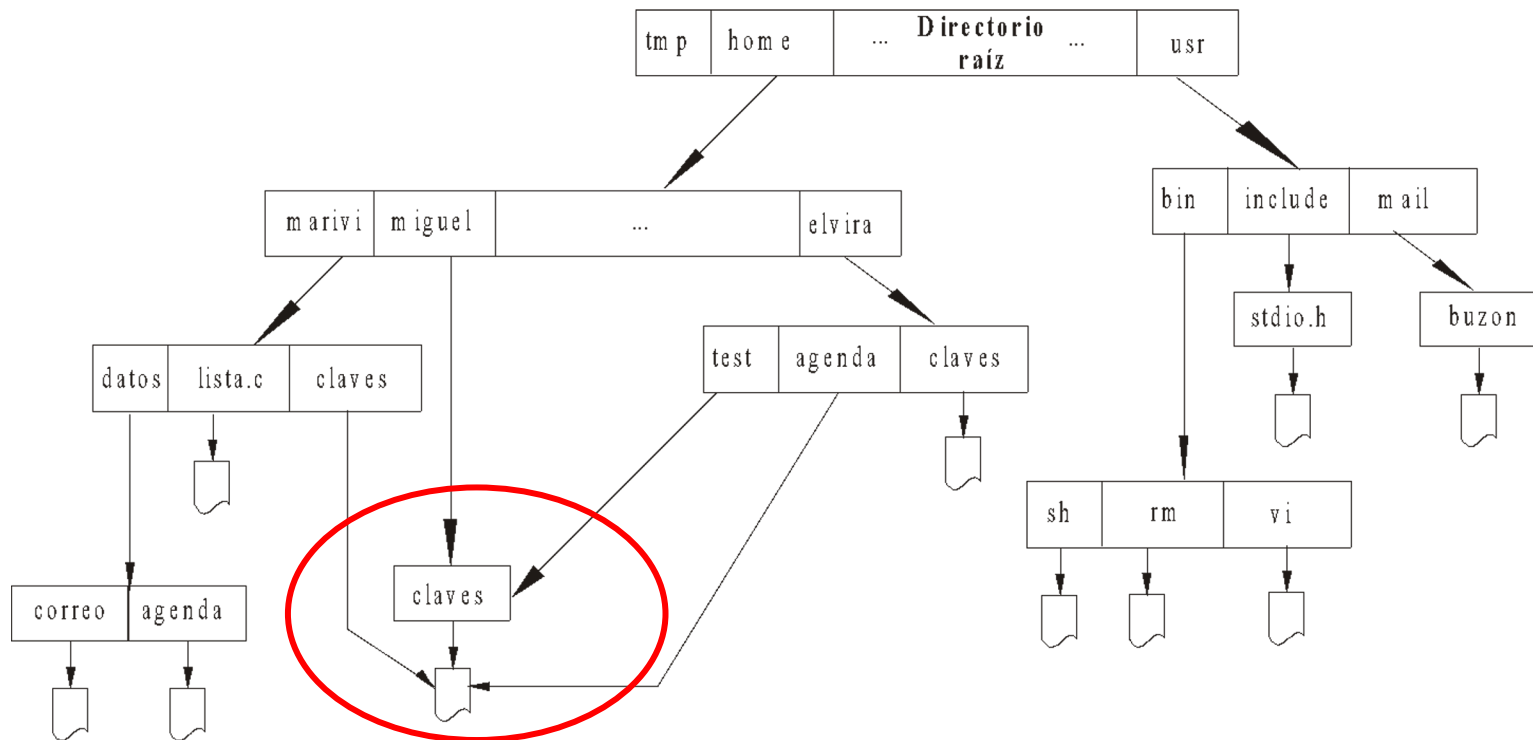 tmp home ... Directorio raíz ... usr
marivi miguel ... elvira
bin include mail
stdio.h buzon
test agenda claves
datos lista.c claves
sh rm vi
claves
correo agenda